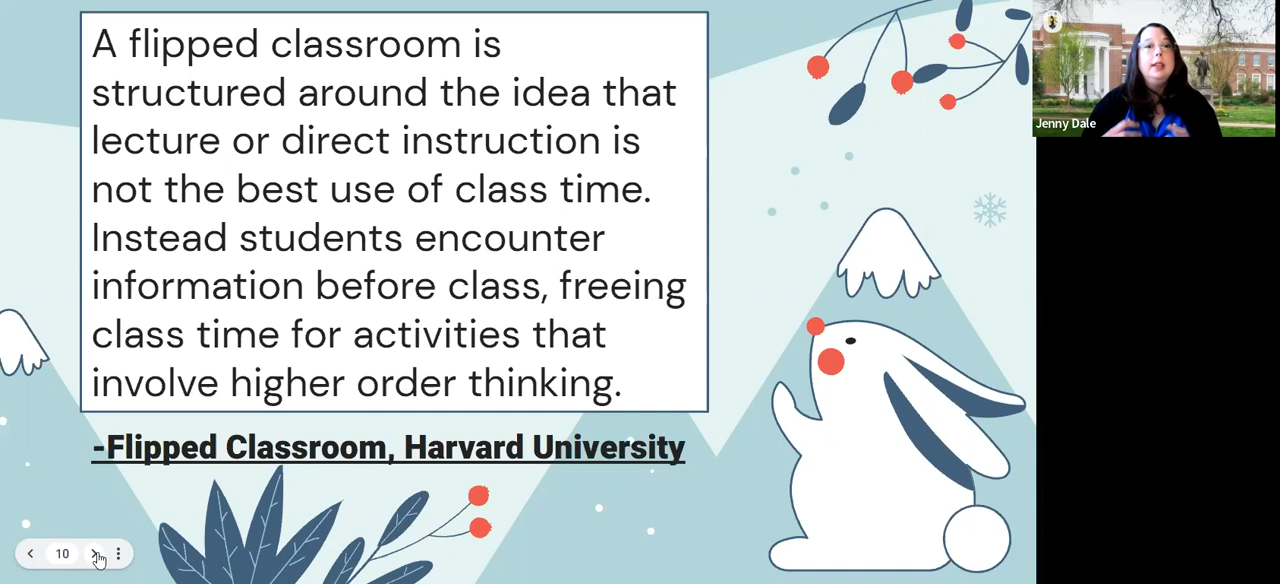 A flipped classroom is
structured around the idea that
lecture or direct instruction is
not the best use of class time.
Instead students encounter
information before class, freeing
class time for activities that
involve higher order thinking.
-Flipped Classroom, Harvard University
Jenny Dale
10